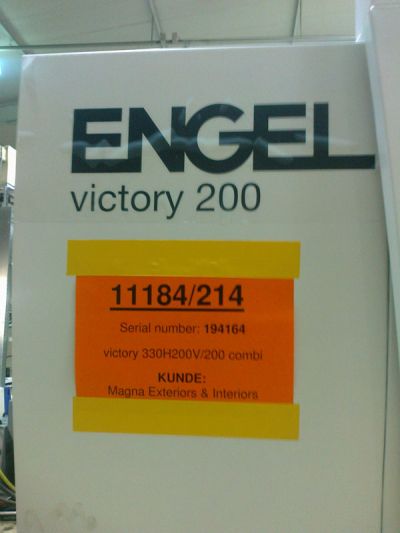 ENGEL
victory 200
11184/214
Serial number: 194164
victory 330H200V/200 combi
KUNDE:
Magna Exteriors & Interiors